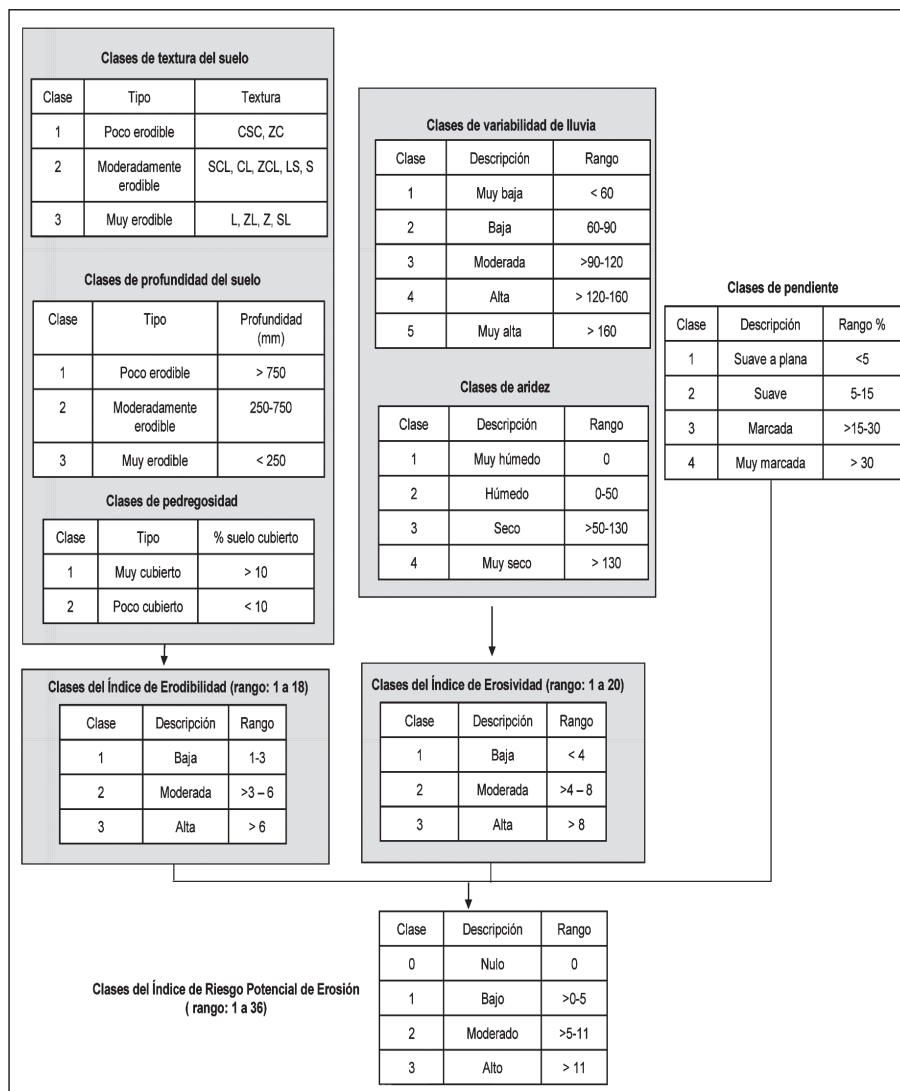 Clases de textura del suelo
Clase Tipo Textura
1 Poco erodible CSC, ZC
2 Moderadamente erodible SCL, CL, ZCL, LS, S
3 Muy erodible L, ZL, Z, SL
Clases de profundidad del suelo
Clase Tipo Profundidad (mm)
1 Poco erodible > 750
2 Moderadamente erodible 250-750
3 Muy erodible < 250
Clases de pedregosidad
Clase Tipo % suelo cubierto
1 Muy cubierto > 10
2 Poco cubierto < 10
Clases de variabilidad de lluvia
Clase Descripción Rango
1 Muy baja < 60
2 Baja 60-90
3 Moderada >90-120
4 Alta > 120-160
5 Muy alta > 160
Clases de aridez
Clase Descripción Rango
1 Muy húmedo 0
2 Húmedo 0-50
3 Seco >50-130
4 Muy seco > 130
Clases de pendiente
Clase Descripción Rango %
1 Suave a plana <5
2 Suave 5-15
3 Marcada >15-30
4 Muy marcada > 30
Clases del Índice de Erodibilidad (rango: 1 a 18)
Clase Descripción Rango
1 Baja 1-3
2 Moderada >3 – 6
3 Alta > 6
Clases del Índice de Erosividad (rango: 1 a 20)
Clase Descripción Rango
1 Baja < 4
2 Moderada >4 – 8
3 Alta > 8
Clases del Índice de Riesgo Potencial de Erosión
( rango: 1 a 36)
Clase Descripción Rango
0 Nulo 0
1 Bajo >0-5
2 Moderado >5-11
3 Alto > 11